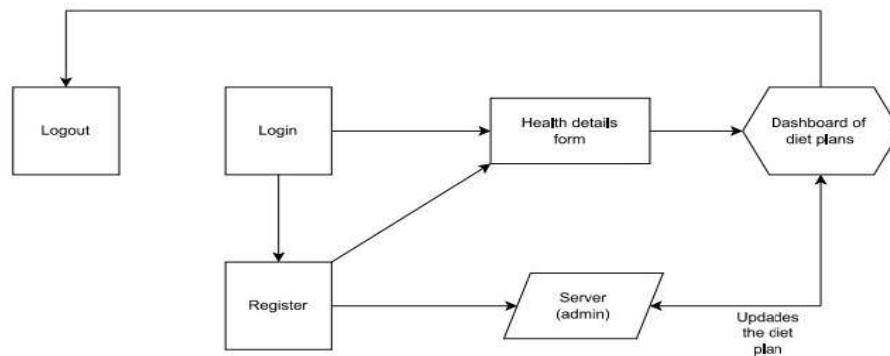 Logout
Login
Health details
form
Dashboard of
diet plans
Register
Server
(admin)
Updades
the diet
plan